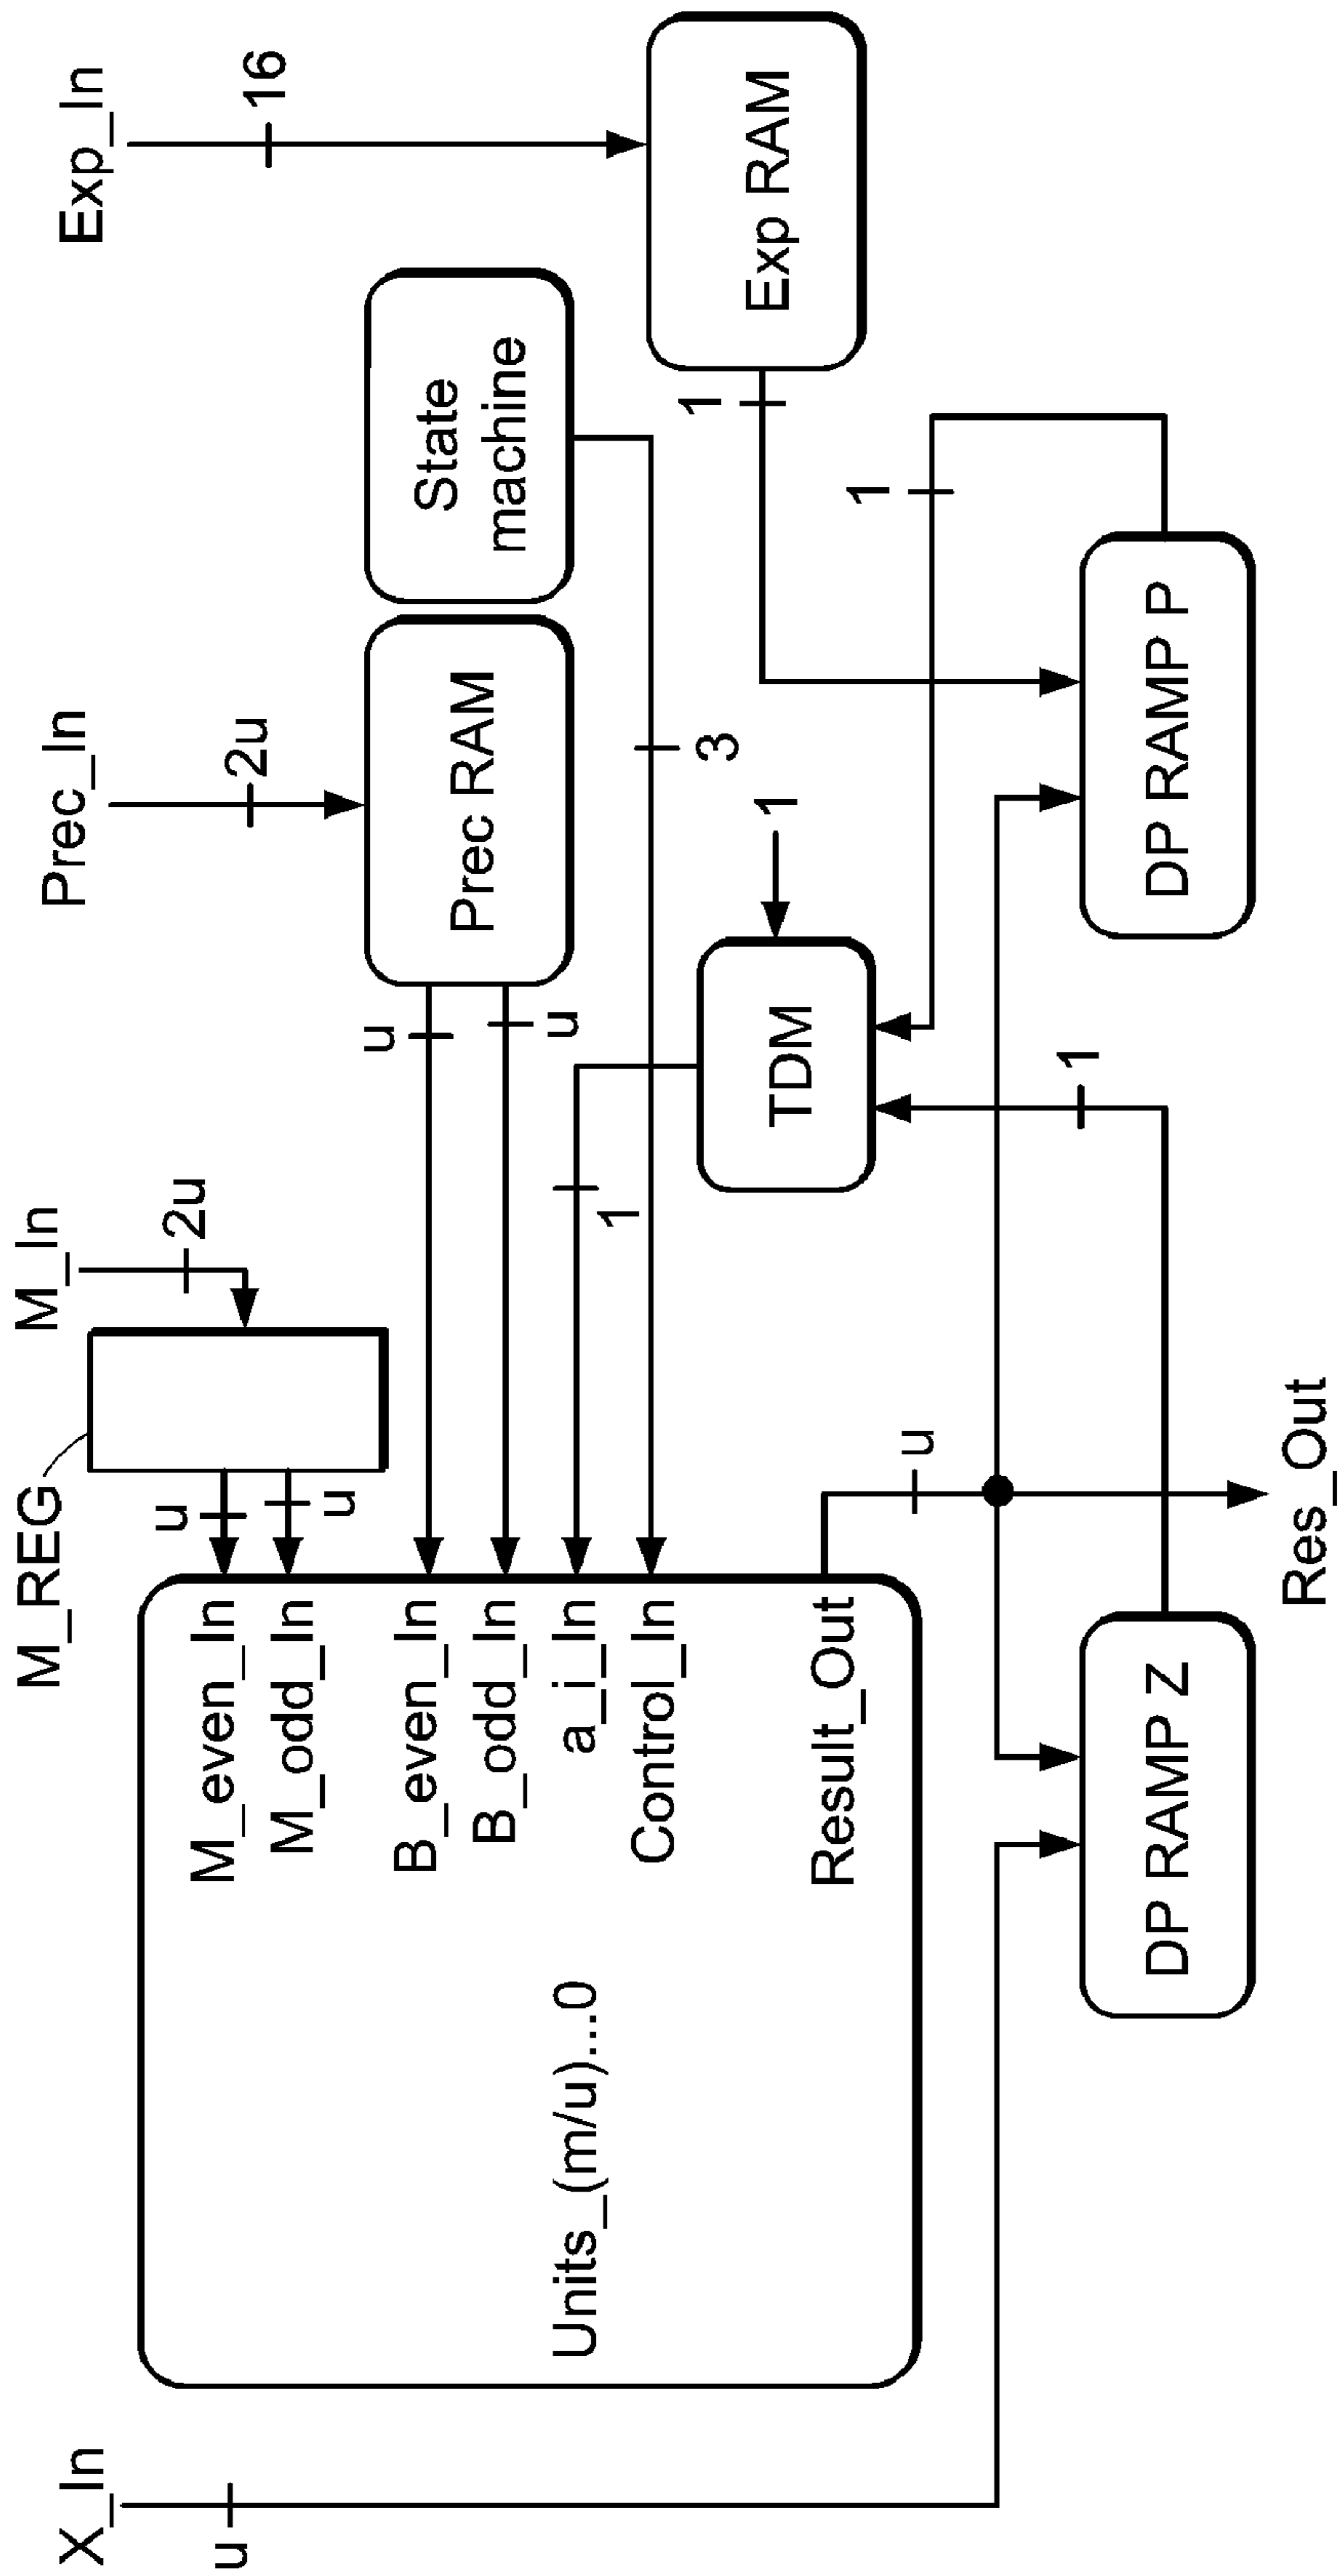 X_In
u
M_In
2u
M_REG
u
u
Prec_In
2u
Prec RAM
u
u
State
machine
3
Exp_In
16
Exp RAM
1
Units_(m/u)...0
M_even_In
M_odd_In
B_even_In
B_odd_In
a_i_In
Control_In
Result_Out
1
TDM
1
1
u
1
DP RAMP Z
DP RAMP P
Res_Out